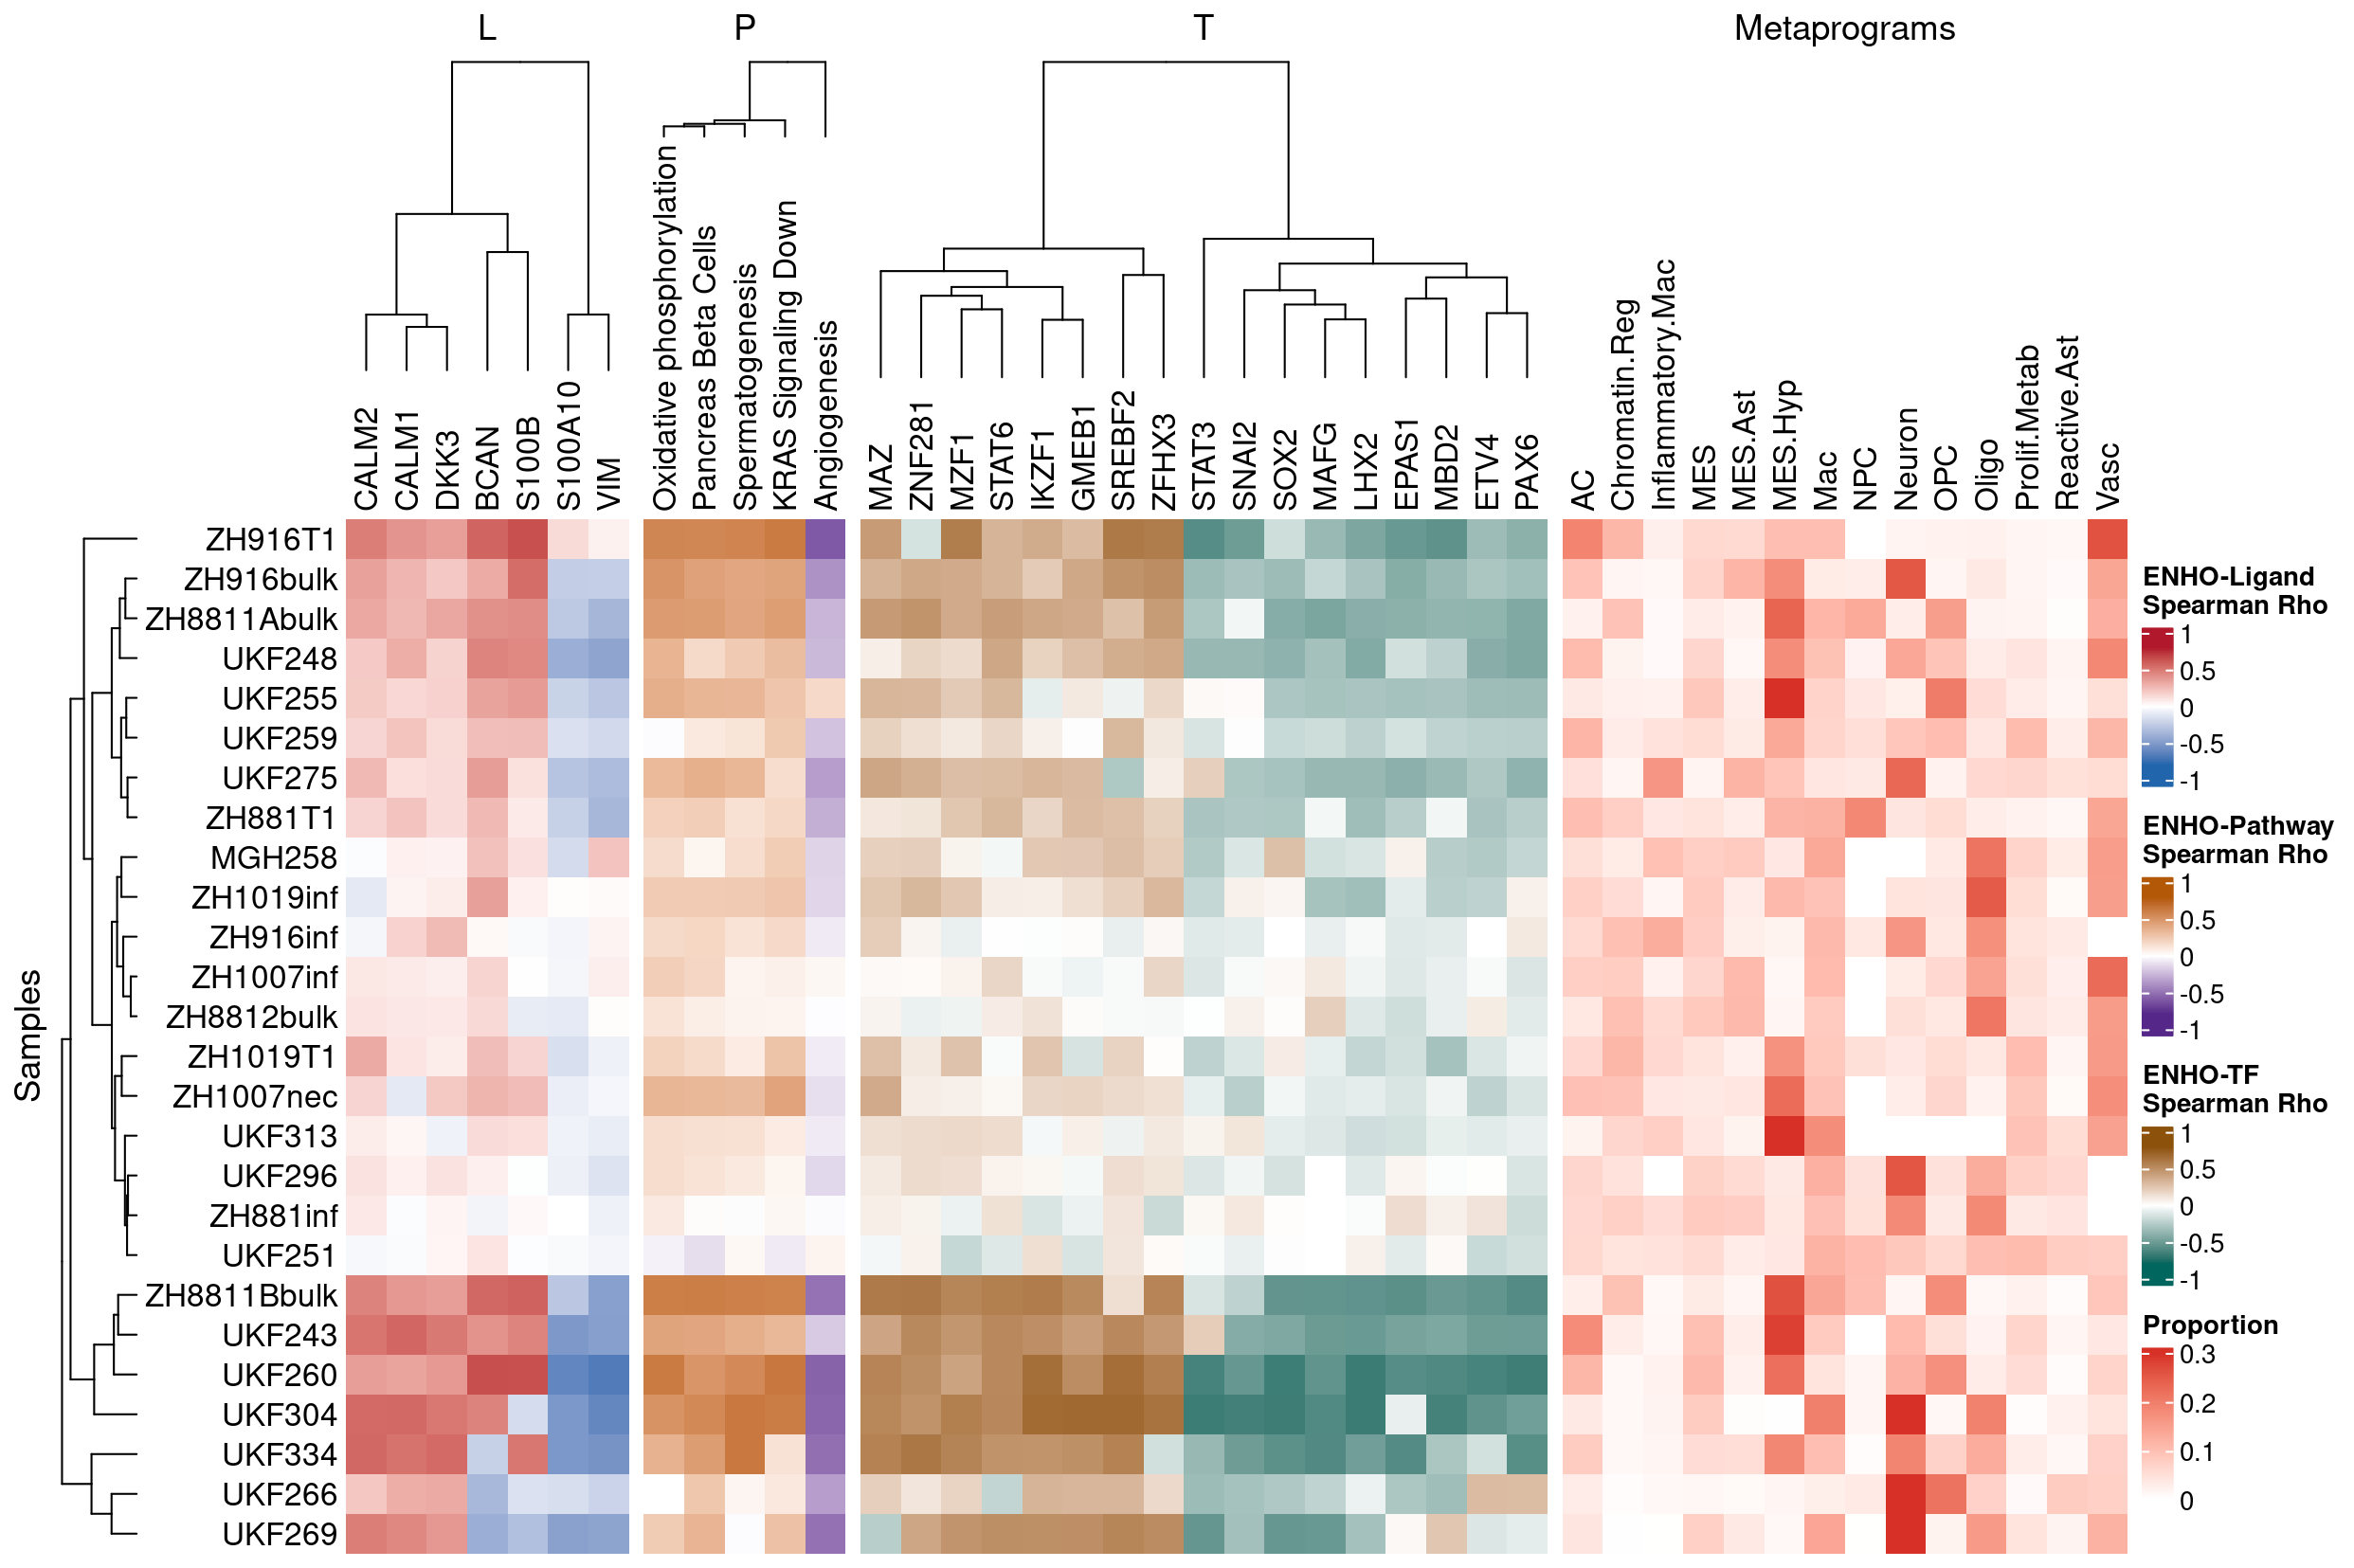 L
P
T
Metaprograms
CALM2
CALM1
DKK3
BCAN
S100B
S100A10
VIM
Oxidative phosphorylation
Pancreas Beta Cells
Spermatogenesis
KRAS Signaling Down
Angiogenesis
MAZ
ZNF281
MZF1
STAT6
IKZF1
GMEB1
SREBF2
ZFHX3
STAT3
SNAI2
SOX2
MAFG
LHX2
EPAS1
MBD2
ETV4
PAX6
AC
Chromatin.Reg
Inflammatory.Mac
MES
MES.Ast
MES.Hyp
Mac
NPC
Neuron
OPC
Oligo
Prolif.Metab
Reactive.Ast
Vasc
Samples
ZH916T1
ZH916bulk
ZH8811Abulk
UKF248
UKF255
UKF259
UKF275
ZH881T1
MGH258
ZH1019inf
ZH916inf
ZH1007inf
ZH8812bulk
ZH1019T1
ZH1007nec
UKF313
UKF296
ZH881inf
UKF251
ZH8811Bbulk
UKF243
UKF260
UKF304
UKF334
UKF266
UKF269
ENHO-Ligand
Spearman Rho
1
0.5
0
-0.5
-1
ENHO-Pathway
Spearman Rho
1
0.5
0
-0.5
-1
ENHO-TF
Spearman Rho
1
0.5
0
-0.5
-1
Proportion
0.3
0.2
0.1
0